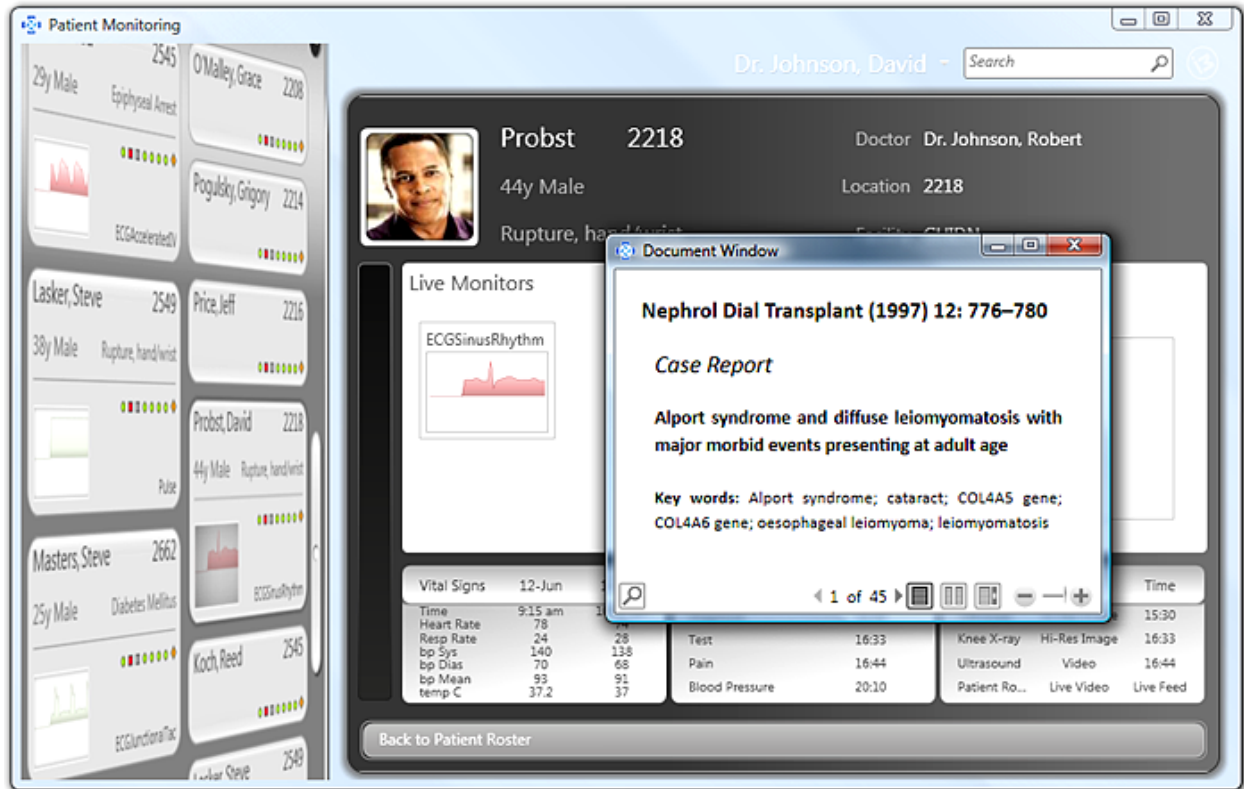 Patient Monitoring
2545
29y Male Epiphyseal Arrest
ECGAcceleratedIV
Lasker, Steve 2549
38y Male Rupture, hand/wrist
Pulse
Masters, Steve 2662
25y Male Diabetes Mellitus
ECGJunctionalTac
O'Malley, Grace 2208
Pogulsky, Grigory 2214
Price, Jeff 2216
Probst, David 2218
44y Male Rupture, hand/wrist
ECGSinusRhythm
Koch, Reed 2545
Lasker, Steve 2549
Dr. Johnson, David
Search
Probst 2218
44y Male
Rupture, hand/wrist
Doctor Dr. Johnson, Robert
Location 2218
Live Monitors
ECGSinusRhythm
Document Window
Nephrol Dial Transplant (1997) 12: 776–780
Case Report
Alport syndrome and diffuse leiomyomatosis with
major morbid events presenting at adult age
Key words: Alport syndrome; cataract; COL4A5 gene;
COL4A6 gene; oesophageal leiomyoma; leiomyomatosis
1 of 45
Vital Signs 12-Jun
Time 9:15 am
Heart Rate 78 74
Resp Rate 24 28
bp Sys 140 138
bp Dias 70 68
bp Mean 93 91
temp C 37.2 37
Test 16:33
Pain 16:44
Blood Pressure 20:10
Time
15:30
Knee X-ray Hi-Res Image 16:33
Ultrasound Video 16:44
Patient Ro... Live Video Live Feed
Back to Patient Roster